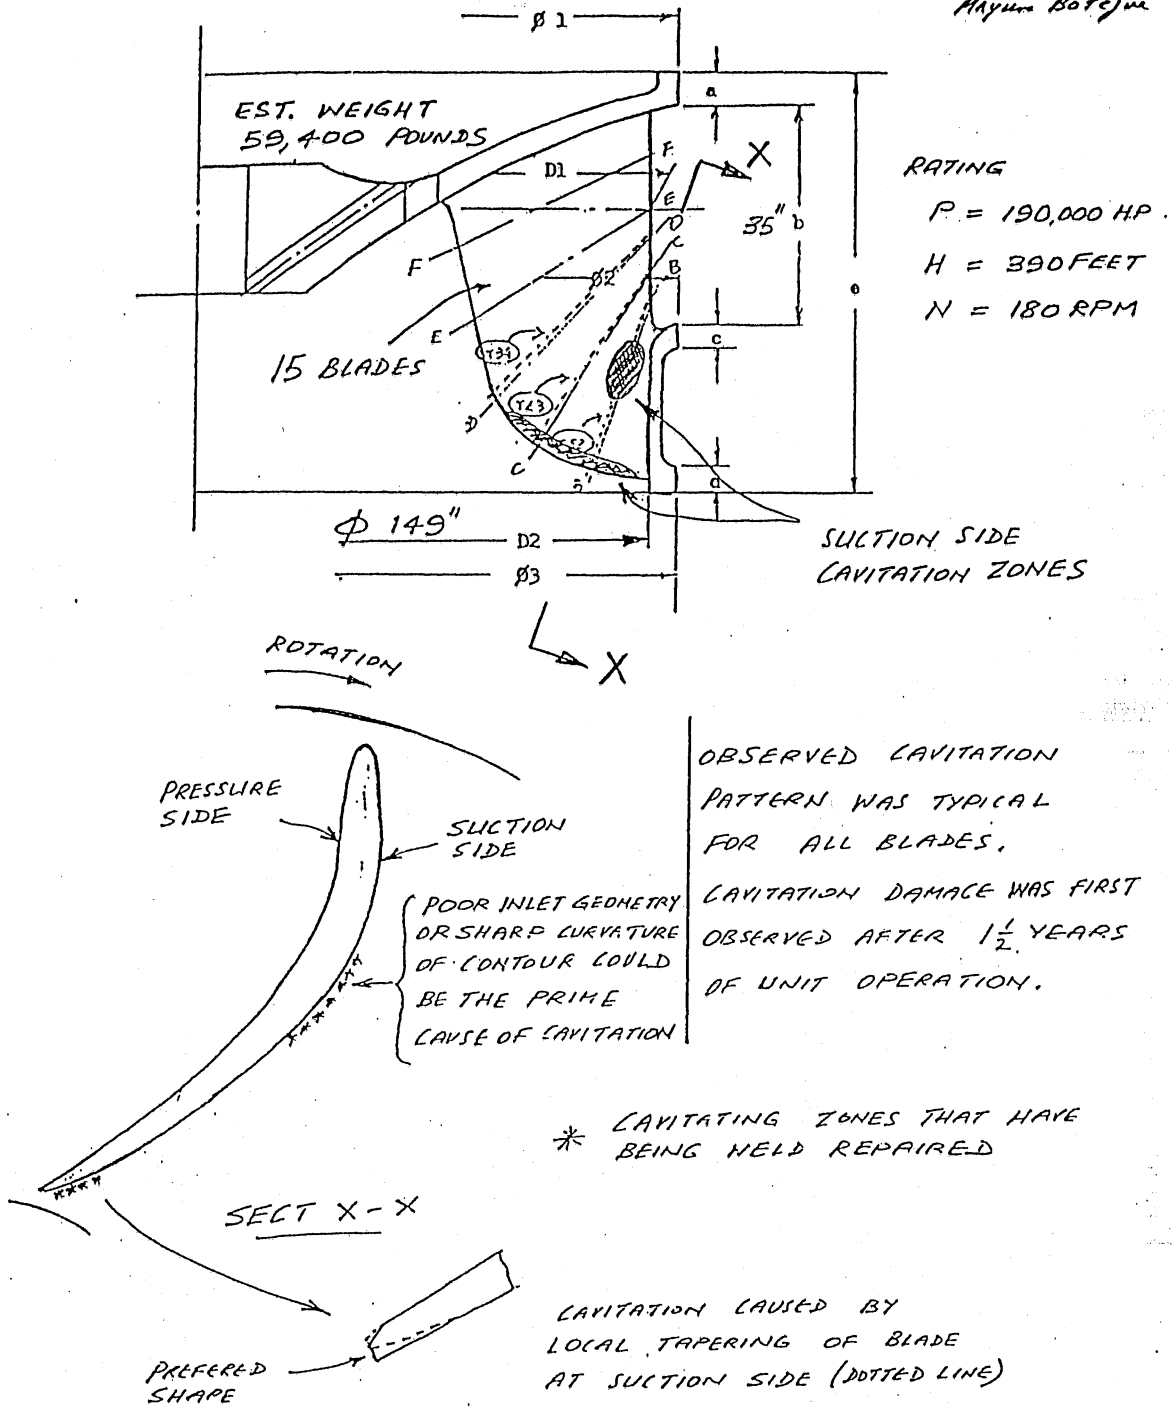 Ø1
EST. WEIGHT
59,400 POUNDS
a
F
X
D1
E
D
35" b
C
B
F
Ø2
e
E
c
15 BLADES
D
C
d
RATING
P = 190,000 H.P.
H = 390 FEET
N = 180 RPM
Φ 149"
D2
Ø3
SUCTION SIDE
CAVITATION ZONES
X
ROTATION
PRESSURE
SIDE
SUCTION
SIDE
POOR INLET GEOMETRY
OR SHARP CURVATURE
OF CONTOUR COULD
BE THE PRIME
CAUSE OF CAVITATION
OBSERVED CAVITATION
PATTERN WAS TYPICAL
FOR ALL BLADES.
CAVITATION DAMAGE WAS FIRST
OBSERVED AFTER 1 1/2 YEARS
OF UNIT OPERATION.
* CAVITATING ZONES THAT HAVE
BEING WELD REPAIRED
SECT X-X
PREFERED
SHAPE
CAVITATION CAUSED BY
LOCAL TAPERING OF BLADE
AT SUCTION SIDE (DOTTED LINE)